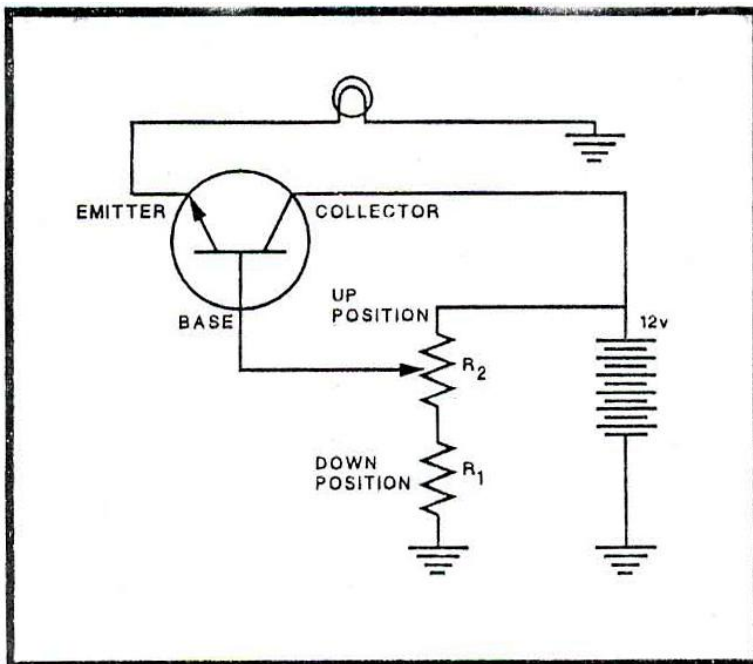 EMITTER
COLLECTOR
BASE
UP
POSITION
12v
R2
DOWN
POSITION
R1